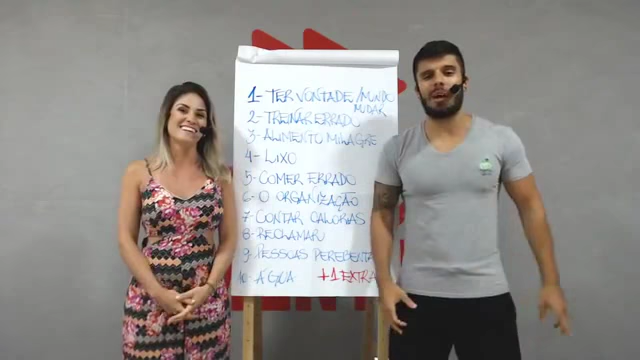 1- TER VONTADE/MUNDO
MUDAR
2- TREINAR ERRADO
3- ALIMENTO MILAGRE
4- LIXO
5- COMER ERRADO
6- O ORGANIZAÇÃO
7- CONTAR CALORIAS
8- RECLAMAR
9- PESSOAS
10- ÁGUA +1 EXTRA